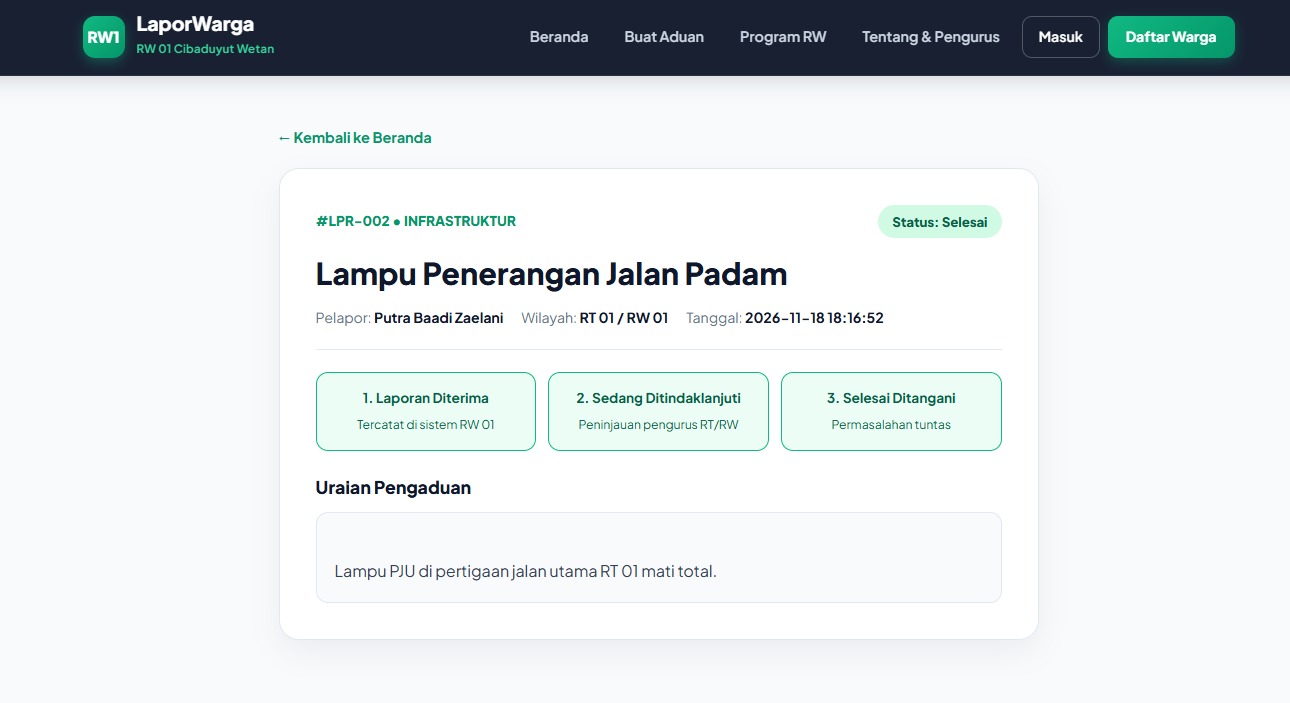 RW1
LaporWarga
RW 01 Cibaduyut Wetan
Beranda
Buat Aduan
Program RW
Tentang & Pengurus
Masuk
Daftar Warga
← Kembali ke Beranda
#LPR-002 ● INFRASTRUKTUR
Status: Selesai
Lampu Penerangan Jalan Padam
Pelapor: Putra Baadi Zaelani Wilayah: RT 01 / RW 01 Tanggal: 2026-11-18 18:16:52
1. Laporan Diterima
Tercatat di sistem RW 01
2. Sedang Ditindaklanjuti
Peninjauan pengurus RT/RW
3. Selesai Ditangani
Permasalahan tuntas
Uraian Pengaduan
Lampu PJU di pertigaan jalan utama RT 01 mati total.